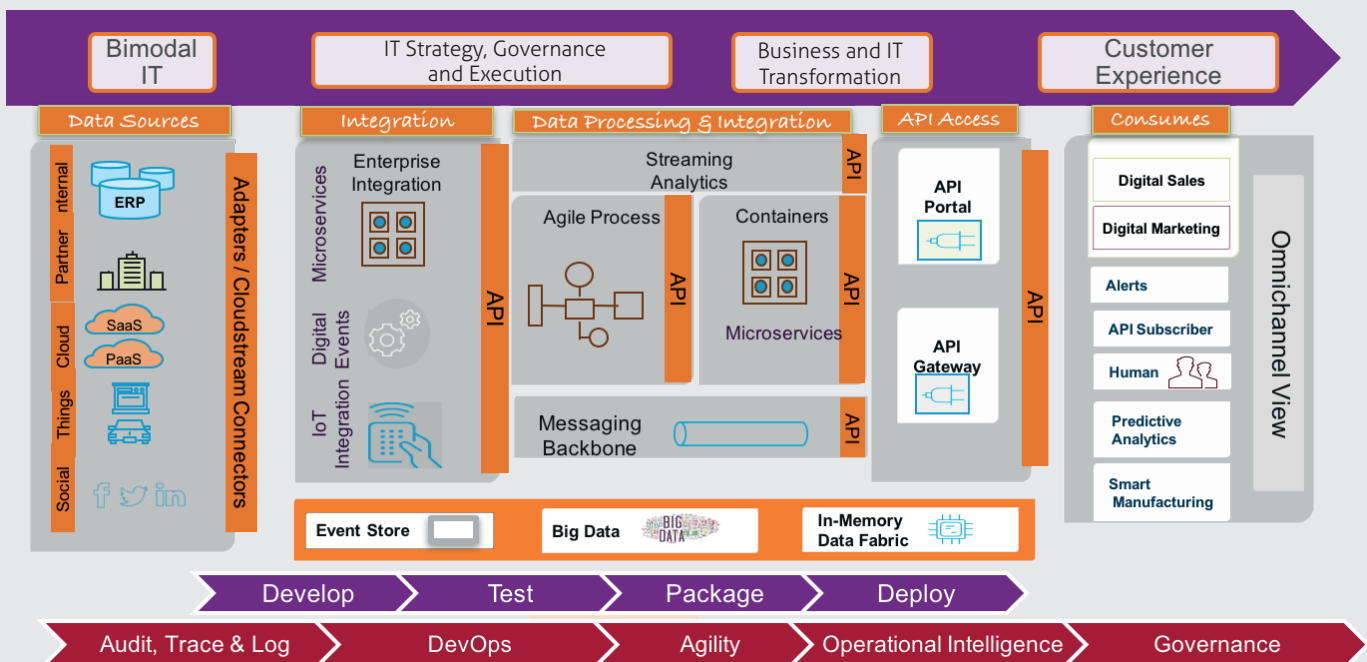 Bimodal
IT
IT Strategy, Governance
and Execution
Business and IT
Transformation
Customer
Experience
Data Sources
Integration
Data Processing & Integration
API Access
Consumes
nternal
ERP
Partner
Cloud
SaaS
PaaS
Things
Social
Adapters / Cloudstream Connectors
Microservices
Enterprise
Integration
Digital
Events
IoT
Integration
API
Streaming
Analytics
API
Agile Process
API
Containers
Microservices
API
Messaging
Backbone
API
API
Portal
API
Gateway
API
Digital Sales
Digital Marketing
Alerts
API Subscriber
Human
Predictive
Analytics
Smart
Manufacturing
Omnichannel View
Event Store
Big Data
BIG
DATA
In-Memory
Data Fabric
Develop
Test
Package
Deploy
Audit, Trace & Log
DevOps
Agility
Operational Intelligence
Governance